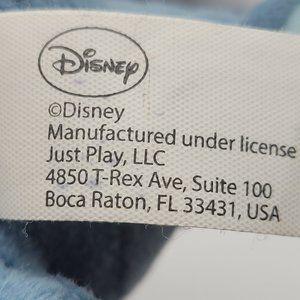 Disney
©Disney
Manufactured under license
Just Play, LLC
4850 T-Rex Ave, Suite 100
Boca Raton, FL 33431, USA